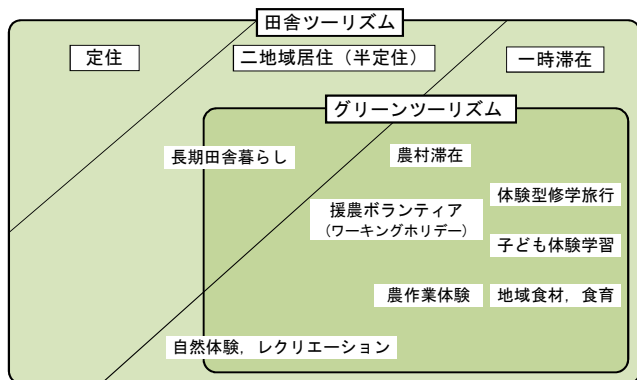 田舎ツーリズム
定住
二地域居住（半定住）
一時滞在
グリーンツーリズム
長期田舎暮らし
農村滞在
体験型修学旅行
援農ボランティア
(ワーキングホリデー)
子ども体験学習
農作業体験
地域食材，食育
自然体験，レクリエーション